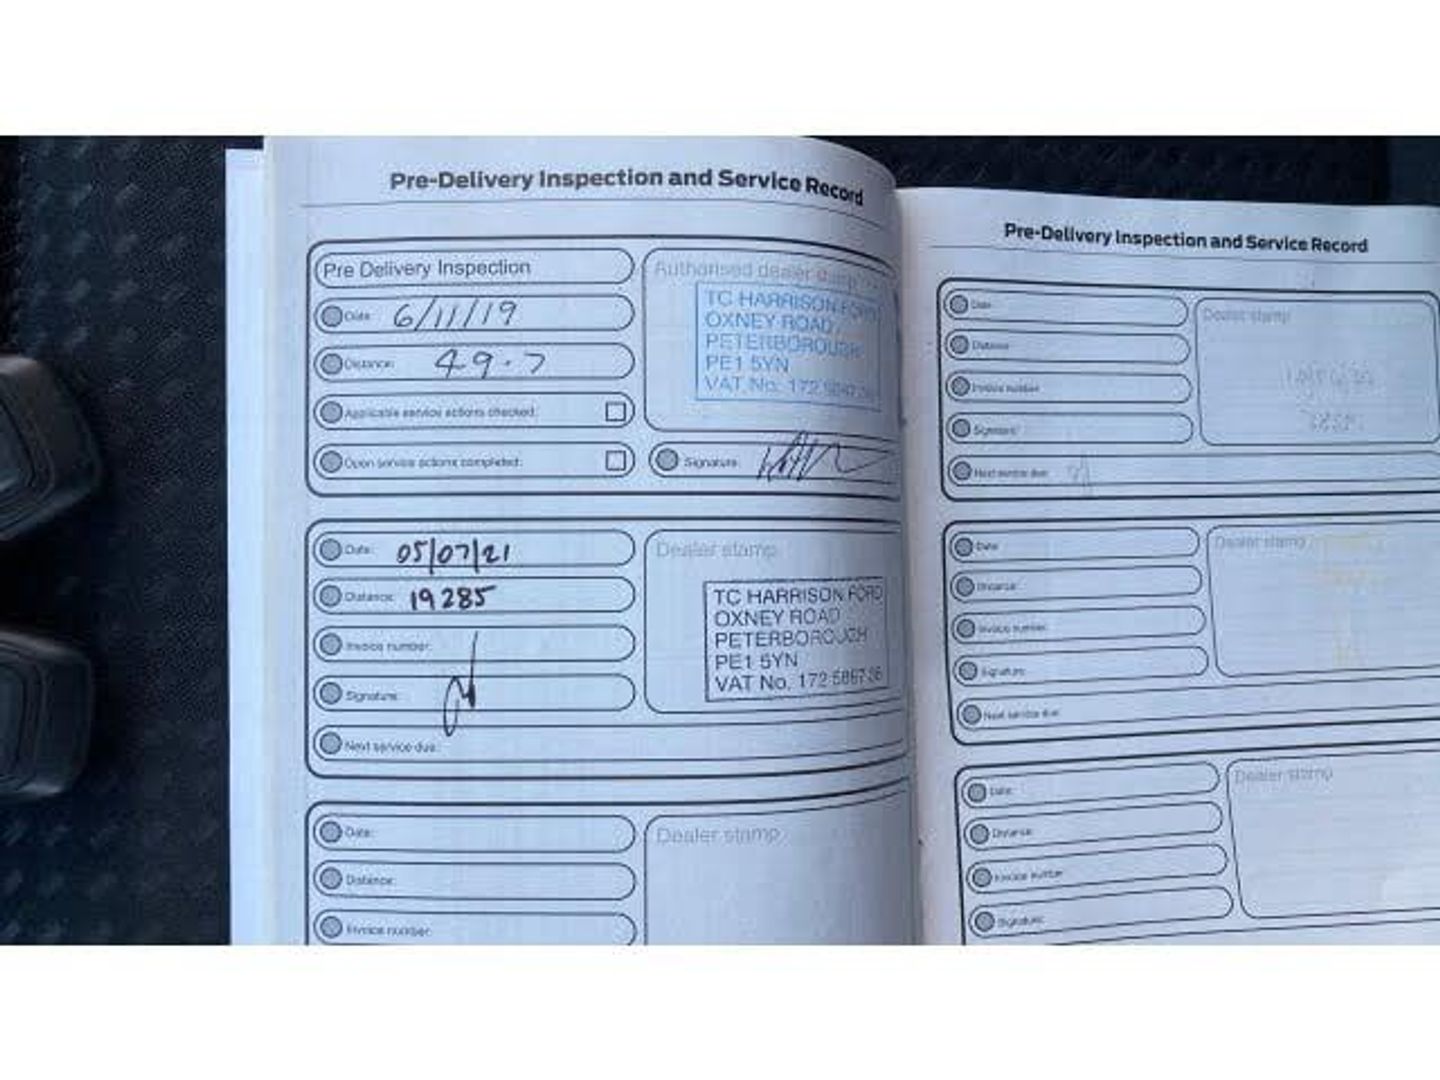 Pre-Delivery Inspection and Service Record
Pre Delivery Inspection
Date: 6/11/19
Distance: 49.7
Applicable service actions checked:
Open service actions completed:
Authorised dealer stamp
TC HARRISON FORD
OXNEY ROAD
PETERBOROUGH
PE1 5YN
VAT No. 172
Signature:
Date: 05/07/21
Distance: 19285
Invoice number:
Signature:
Next service due:
Dealer stamp
TC HARRISON FORD
OXNEY ROAD
PETERBOROUGH
PE1 5YN
VAT No. 172
Date:
Distance:
Invoice number:
Dealer stamp
Pre-Delivery Inspection and Service Record
Date:
Distance:
Invoice number:
Signature:
Next service due:
Dealer stamp
Date:
Distance:
Invoice number:
Signature:
Next service due:
Dealer stamp
Date:
Distance:
Invoice number:
Signature:
Dealer stamp